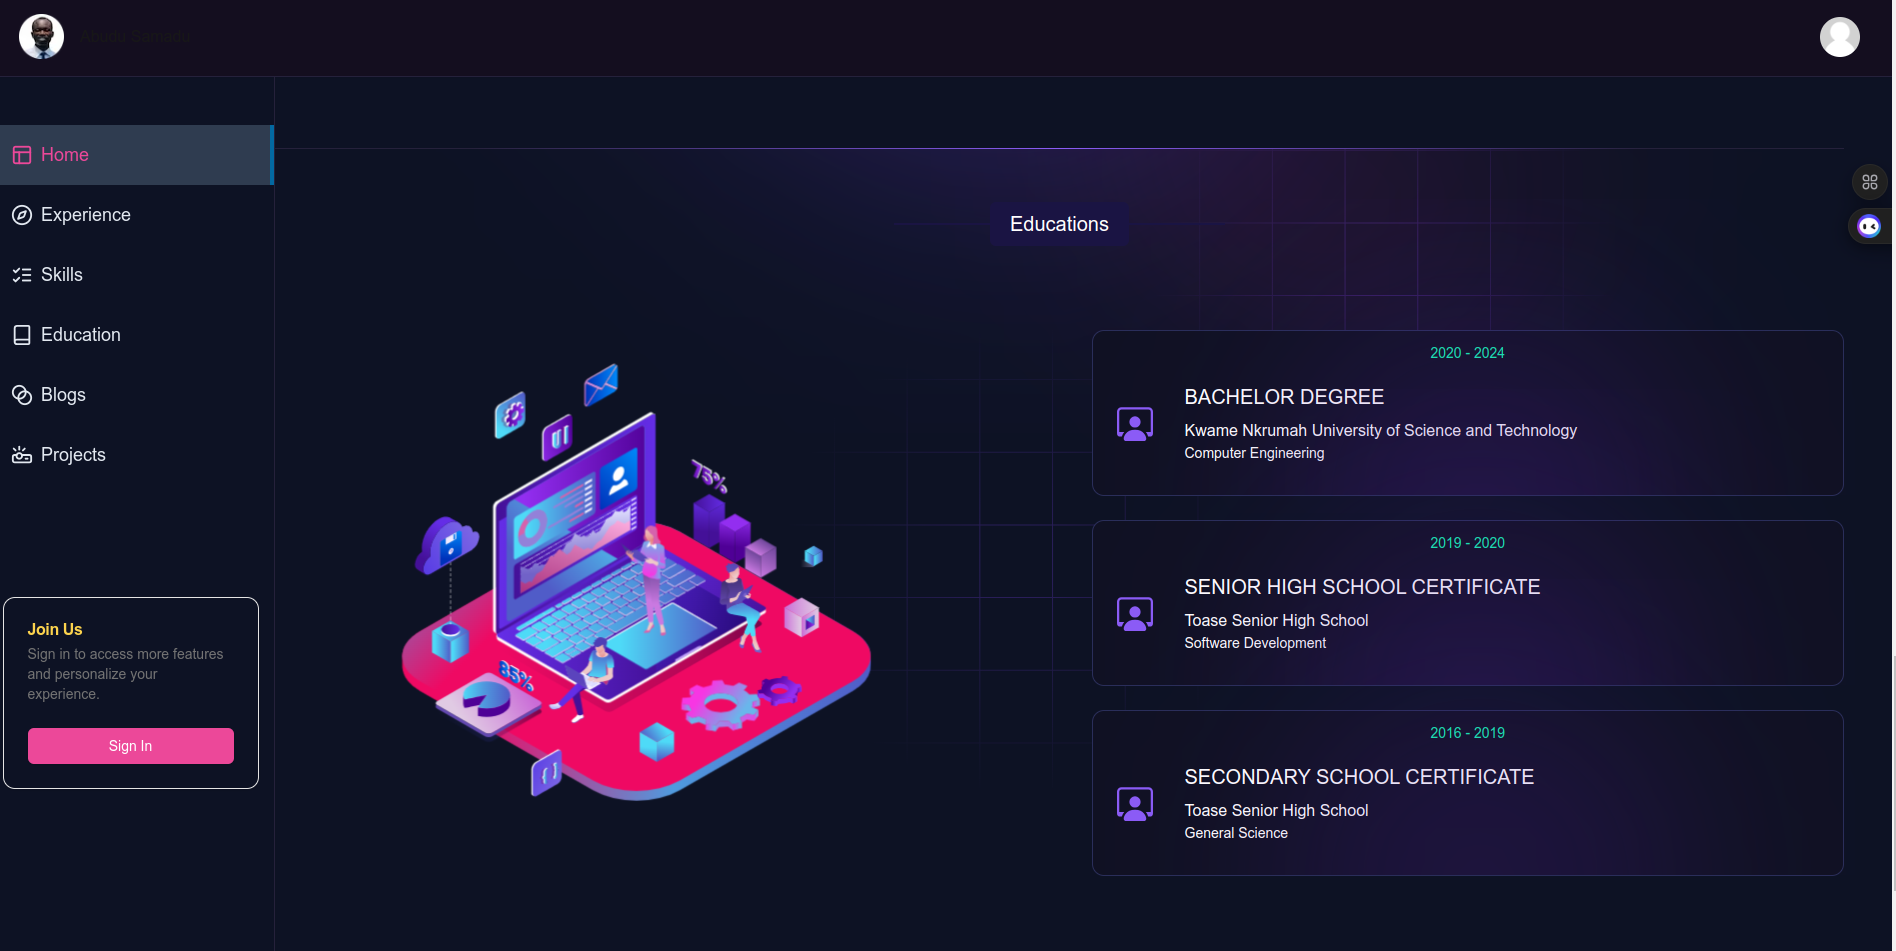 Abudu Samadu
Home
Experience
Skills
Education
Blogs
Projects
Join Us
Sign in to access more features
and personalize your
experience.
Sign In
Educations
UI
75%
85%
{ }
2020 - 2024
BACHELOR DEGREE
Kwame Nkrumah University of Science and Technology
Computer Engineering
2019 - 2020
SENIOR HIGH SCHOOL CERTIFICATE
Toase Senior High School
Software Development
2016 - 2019
SECONDARY SCHOOL CERTIFICATE
Toase Senior High School
General Science